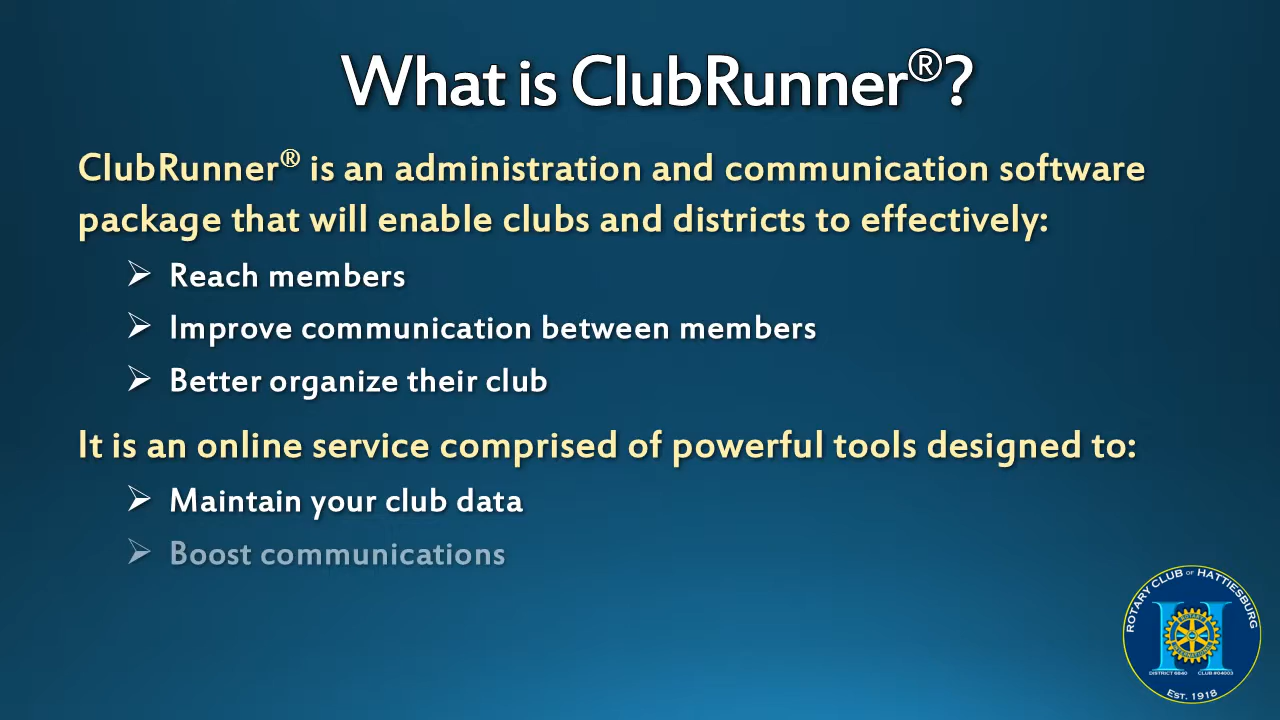 What is ClubRunner®?
ClubRunner® is an administration and communication software
package that will enable clubs and districts to effectively:
➢ Reach members
➢ Improve communication between members
➢ Better organize their club
It is an online service comprised of powerful tools designed to:
➢ Maintain your club data
➢ Boost communications
ROTARY CLUB OF HATTIESBURG
H
ROTARY
INTERNATIONAL
DISTRICT 6840 CLUB #04003
EST. 1918